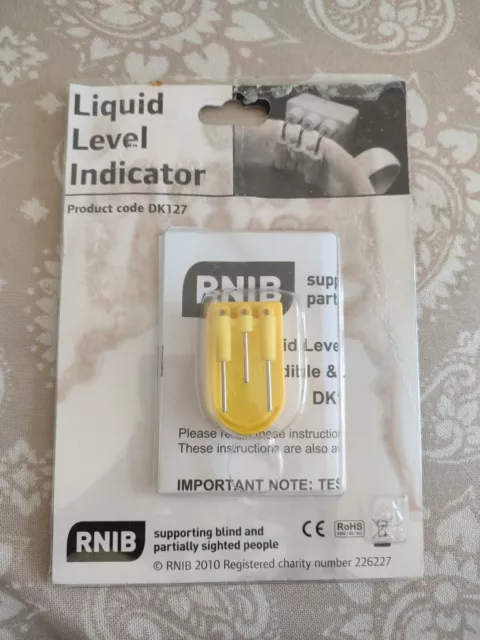 Liquid
Level
Indicator
Product code DK127
RNIB
supp
part
id Leve
dible &
DK
Please re these instruction
These instructions are also av
IMPORTANT NOTE: TES
RNIB
supporting blind and
partially sighted people
CE
RoHS
© RNIB 2010 Registered charity number 226227